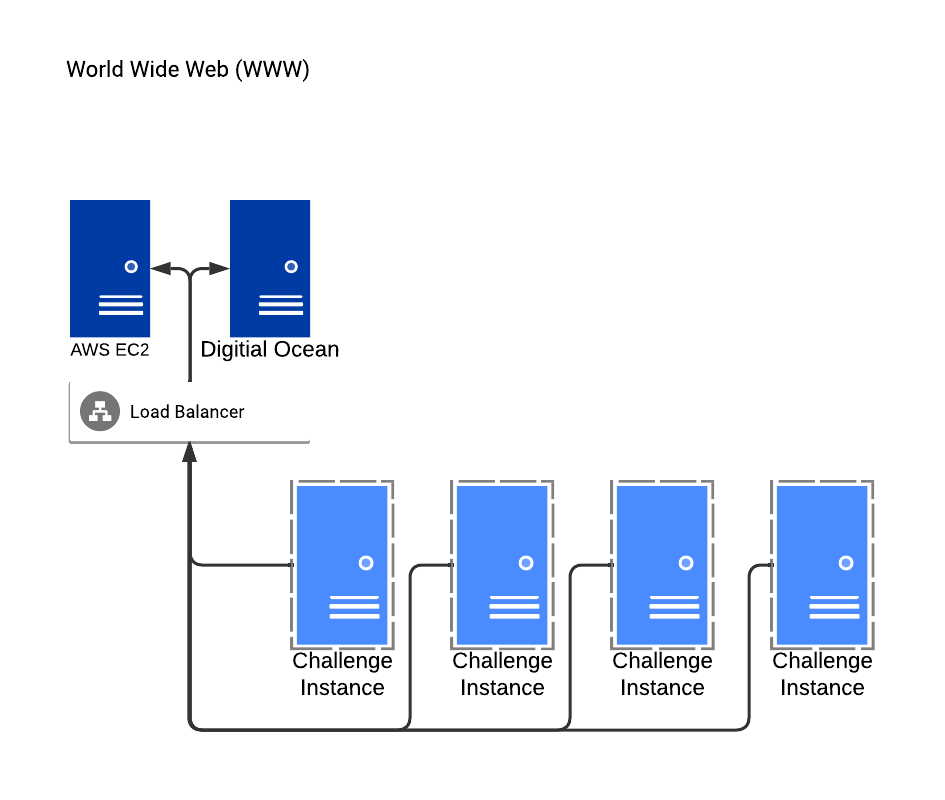 World Wide Web (WWW)
AWS EC2
Digitial Ocean
Load Balancer
Challenge
Instance
Challenge
Instance
Challenge
Instance
Challenge
Instance